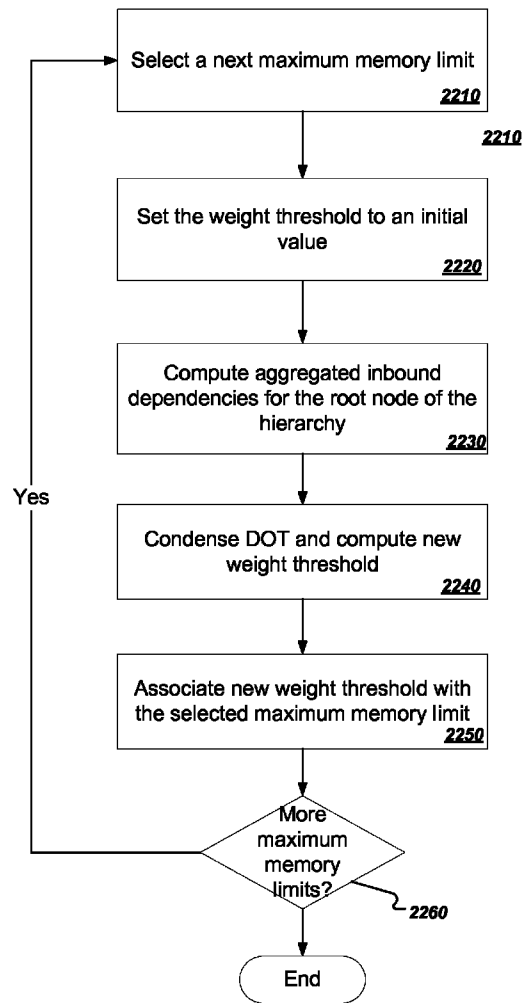 Select a next maximum memory limit
2210
2210
Set the weight threshold to an initial
value
2220
Compute aggregated inbound
dependencies for the root node of the
hierarchy
2230
Yes
Condense DOT and compute new
weight threshold
2240
Associate new weight threshold with
the selected maximum memory limit
2250
More
maximum
memory
limits?
2260
End